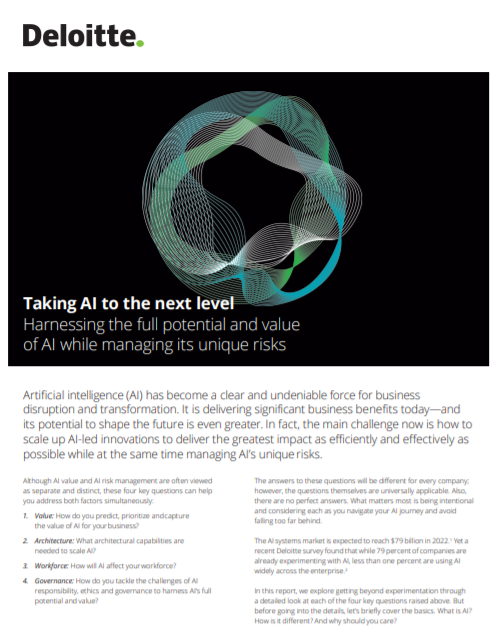 Deloitte.
Taking AI to the next level
Harnessing the full potential and value
of AI while managing its unique risks
Artificial intelligence (AI) has become a clear and undeniable force for business
disruption and transformation. It is delivering significant business benefits today—and
its potential to shape the future is even greater. In fact, the main challenge now is how to
scale up AI-led innovations to deliver the greatest impact as efficiently and effectively as
possible while at the same time managing AI's unique risks.
Although AI value and AI risk management are often viewed
as separate and distinct, these four key questions can help
you address both factors simultaneously:
1. Value: How do you predict, prioritize andcapture
the value of AI for your business?
2. Architecture: What architectural capabilities are
needed to scale AI?
3. Workforce: How will AI affect your workforce?
4. Governance: How do you tackle the challenges of AI
responsibility, ethics and governance to harness AI's full
potential and value?
The answers to these questions will be different for every company;
however, the questions themselves are universally applicable. Also,
there are no perfect answers. What matters most is being intentional
and considering each as you navigate your AI journey and avoid
falling too far behind.
The AI systems market is expected to reach $79 billion in 2022.¹ Yet a
recent Deloitte survey found that while 79 percent of companies are
already experimenting with AI, less than one percent are using AI
widely across the enterprise.²
In this report, we explore getting beyond experimentation through
a detailed look at each of the four key questions raised above. But
before going into the details, let's briefly cover the basics. What is AI?
How is it different? And why should you care?